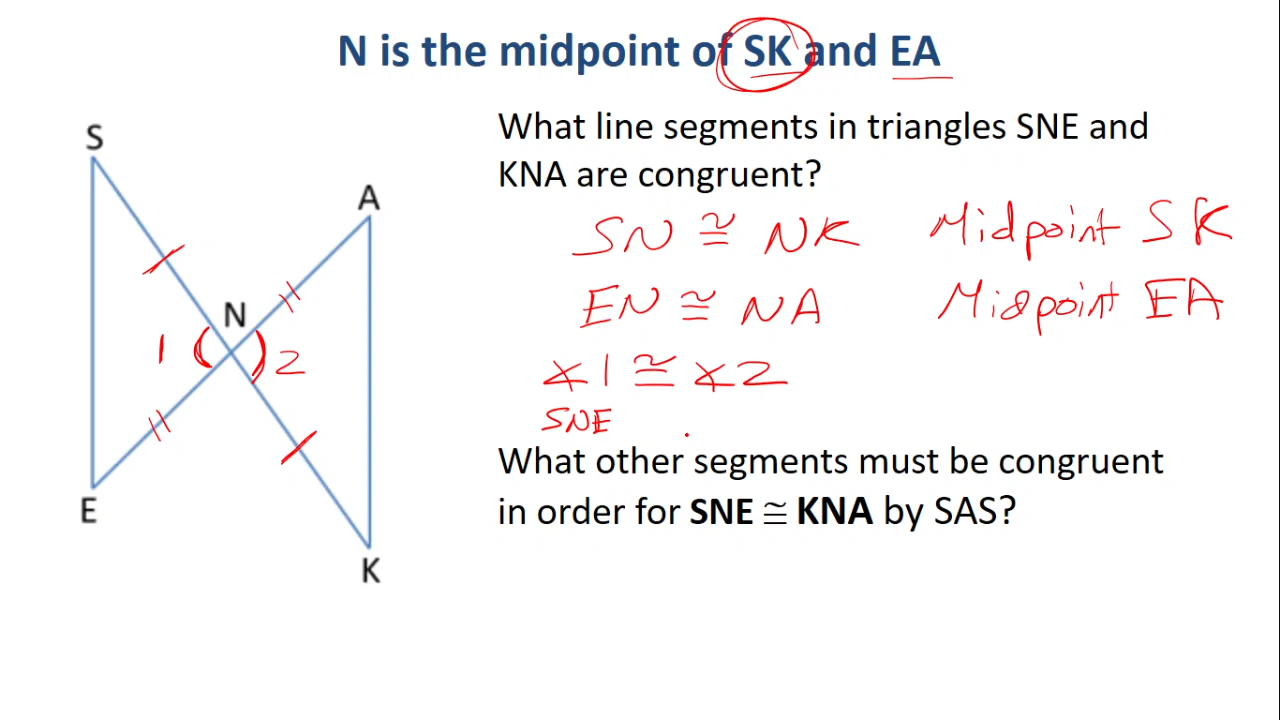 N is the midpoint of SK and EA
What line segments in triangles SNE and
KNA are congruent?
SN ≅ NK Midpoint SK
EN ≅ NA Midpoint EA
∡1 ≅ ∡2
SNE
What other segments must be congruent
in order for SNE ≅ KNA by SAS?
S
A
N
1 ( ) 2
E
K